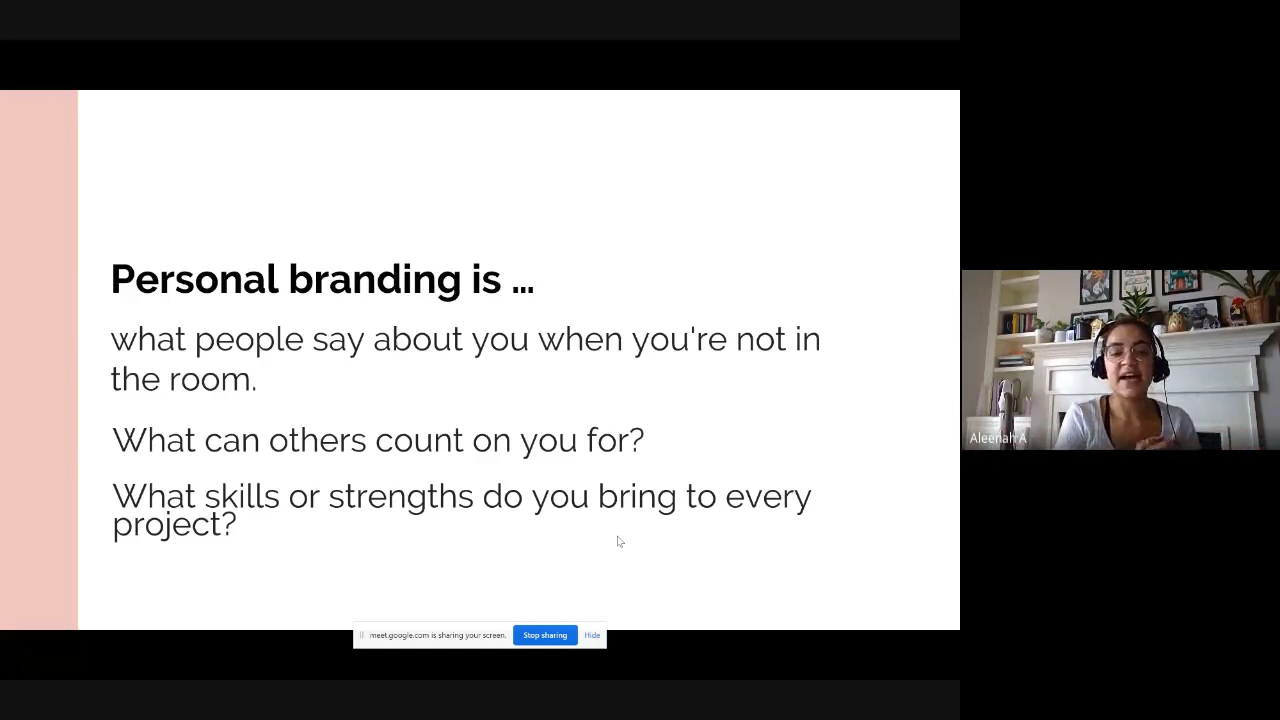 Personal branding is ...
what people say about you when you're not in
the room.
What can others count on you for?
What skills or strengths do you bring to every
project?
Aleenah A
meet.google.com is sharing your screen.
Stop sharing
Hide